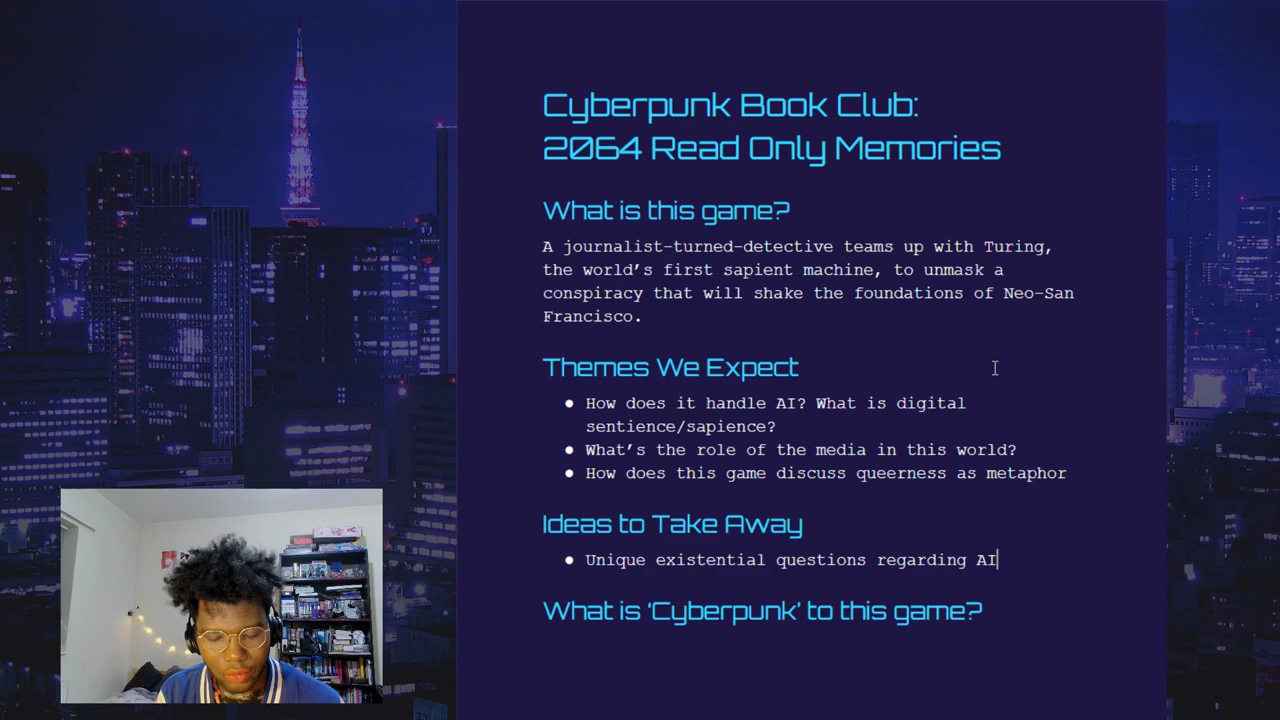 Cyberpunk Book Club:
2064 Read Only Memories
What is this game?
A journalist-turned-detective teams up with Turing,
the world's first sapient machine, to unmask a
conspiracy that will shake the foundations of Neo-San
Francisco.
Themes We Expect
● How does it handle AI? What is digital
sentience/sapience?
● What's the role of the media in this world?
● How does this game discuss queerness as metaphor
Ideas to Take Away
● Unique existential questions regarding AI
What is ‘Cyberpunk’ to this game?